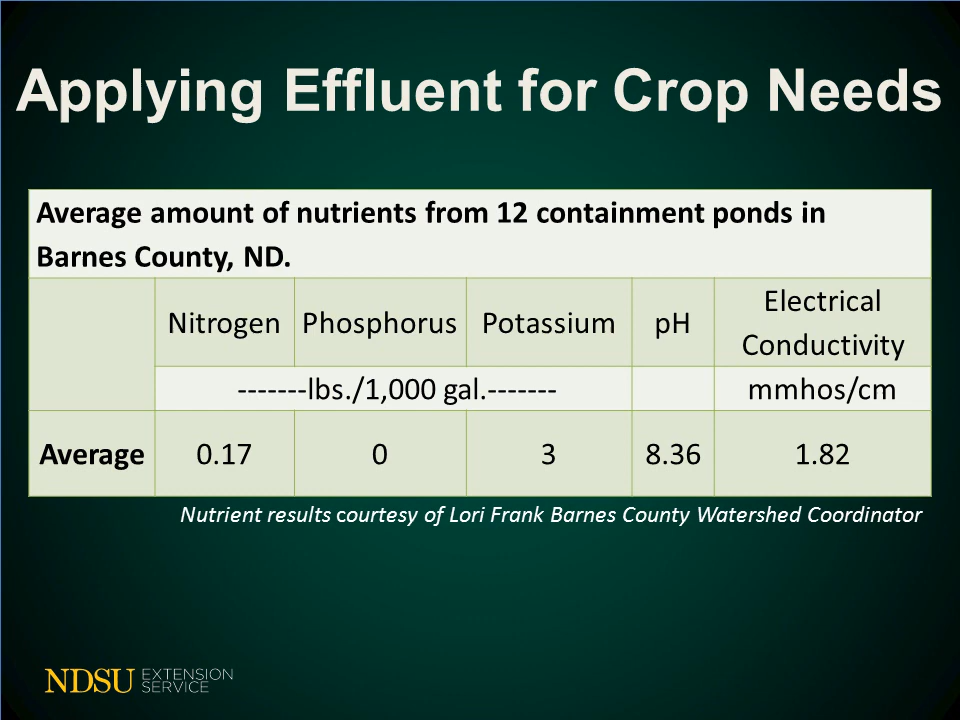 Applying Effluent for Crop Needs
Average amount of nutrients from 12 containment ponds in
Barnes County, ND.
Nitrogen Phosphorus Potassium pH Electrical Conductivity
-------lbs./1,000 gal.------- mmhos/cm
Average 0.17 0 3 8.36 1.82
Nutrient results courtesy of Lori Frank Barnes County Watershed Coordinator
NDSU EXTENSION
SERVICE